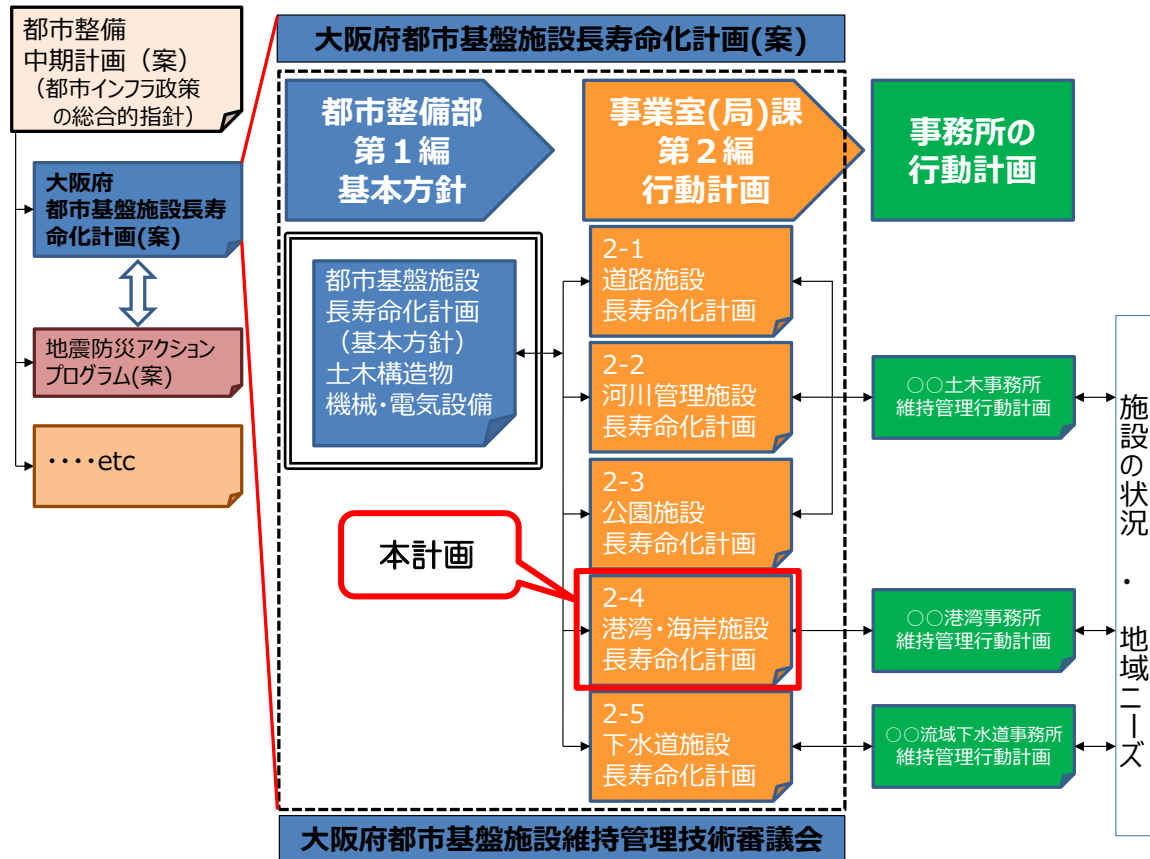 都市整備
中期計画（案）
（都市インフラ政策
の総合的指針）
大阪府
都市基盤施設長寿
命化計画(案)
地震防災アクション
プログラム(案)
････etc
大阪府都市基盤施設長寿命化計画(案)
都市整備部
第１編
基本方針
事業室(局)課
第２編
行動計画
事務所の
行動計画
都市基盤施設
長寿命化計画
（基本方針）
土木構造物
機械･電気設備
2-1
道路施設
長寿命化計画
2-2
河川管理施設
長寿命化計画
2-3
公園施設
長寿命化計画
本計画
2-4
港湾･海岸施設
長寿命化計画
2-5
下水道施設
長寿命化計画
○○土木事務所
維持管理行動計画
○○港湾事務所
維持管理行動計画
○○流域下水道事務所
維持管理行動計画
施設の状況 ・ 地域ニーズ
大阪府都市基盤施設維持管理技術審議会